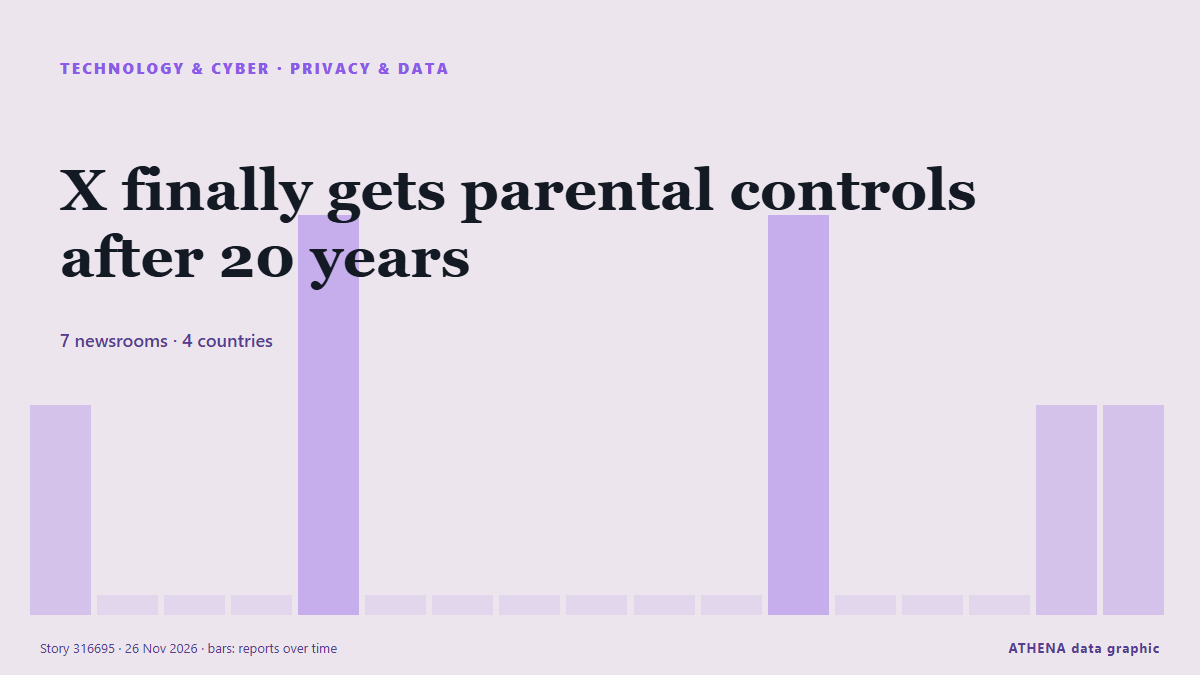 TECHNOLOGY & CYBER · PRIVACY & DATA
X finally gets parental controls
after 20 years
7 newsrooms · 4 countries
Story 316695 · 26 Nov 2026 · bars: reports over time
ATHENA data graphic